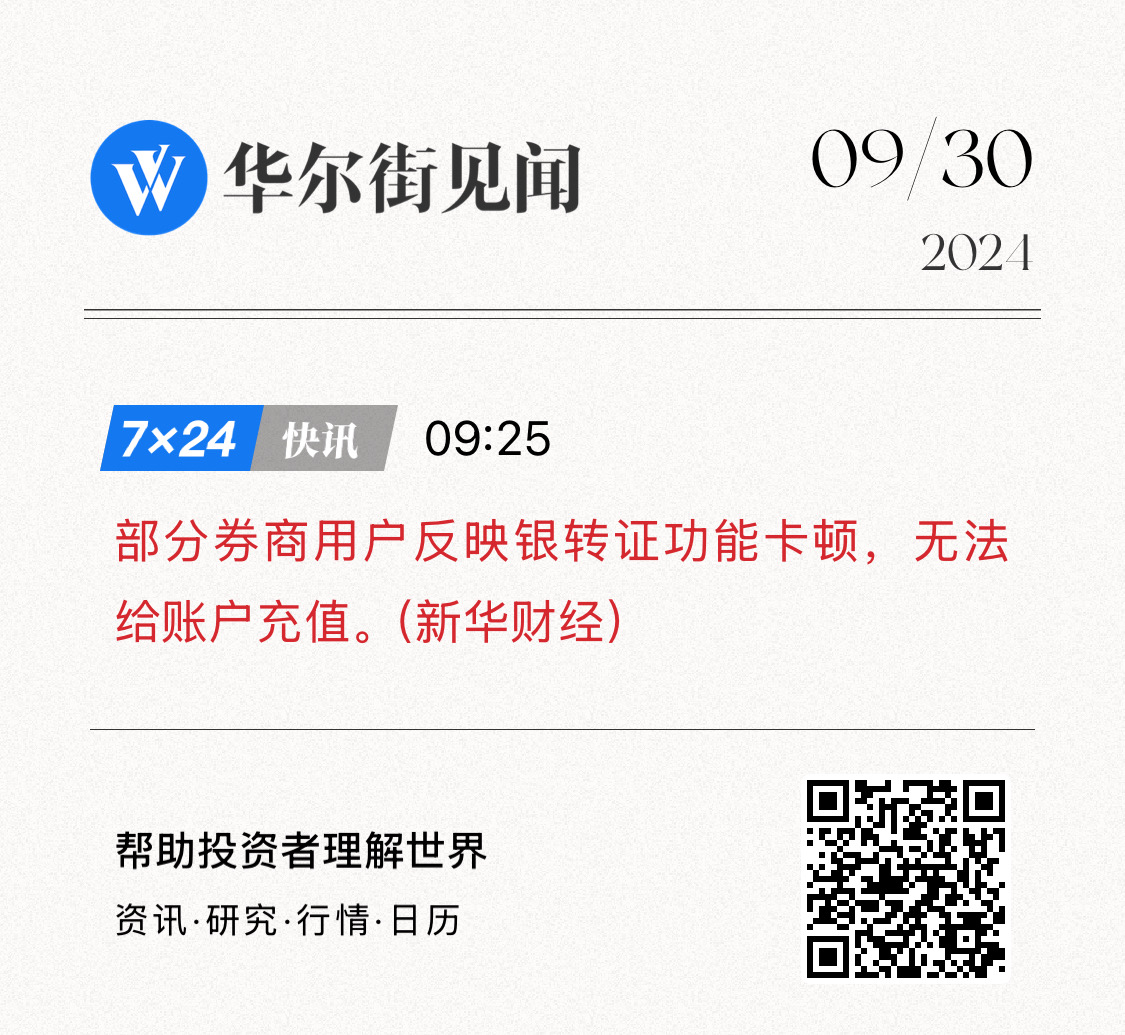 华尔街见闻
09/30
2024
7×24 快讯 09:25
部分券商用户反映银转证功能卡顿，无法
给账户充值。（新华财经）
帮助投资者理解世界
资讯·研究·行情·日历